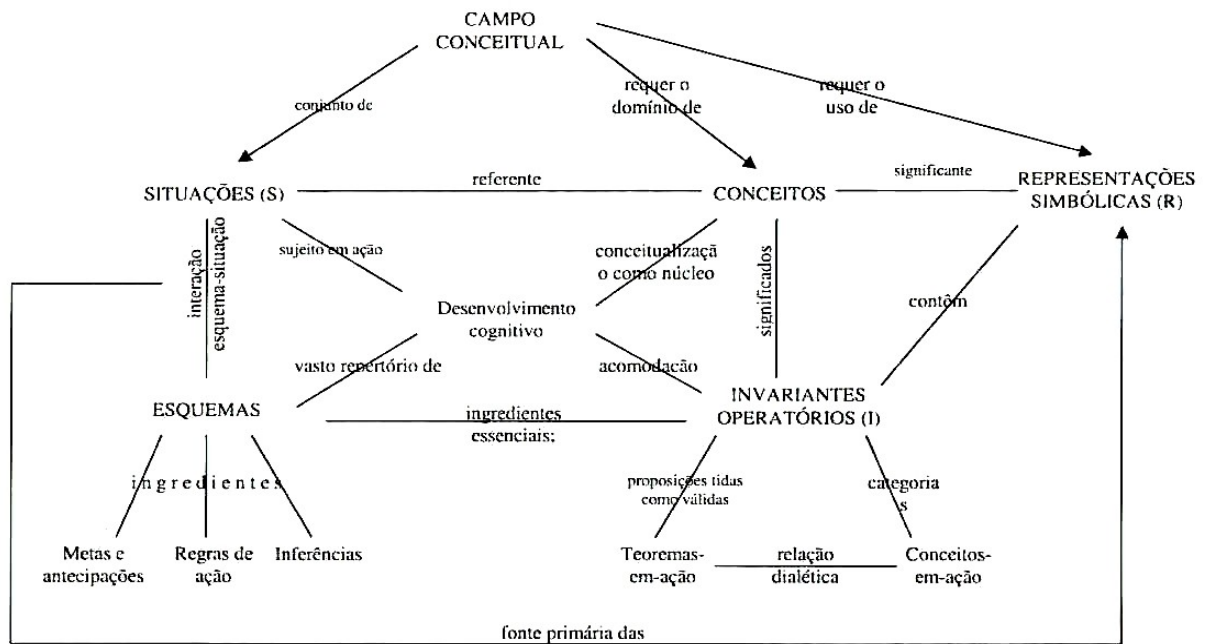 CAMPO
CONCEITUAL
conjunto de
requer o
domínio de
requer o
uso de
SITUAÇÕES (S)
referente
CONCEITOS
significante
REPRESENTAÇÕES
SIMBÓLICAS (R)
interação
esquema-situação
sujeito em ação
conceitualizaçã
o como núcleo
significados
contêm
Desenvolvimento
cognitivo
vasto repertório de
acomodação
ESQUEMAS
ingredientes
essenciais;
INVARIANTES
OPERATÓRIOS (I)
ingredientes
proposições tidas
como válidas
categoria
s
Metas e
antecipações
Regras de
ação
Inferências
Teoremas-
em-ação
relação
dialética
Conceitos-
em-ação
fonte primária das